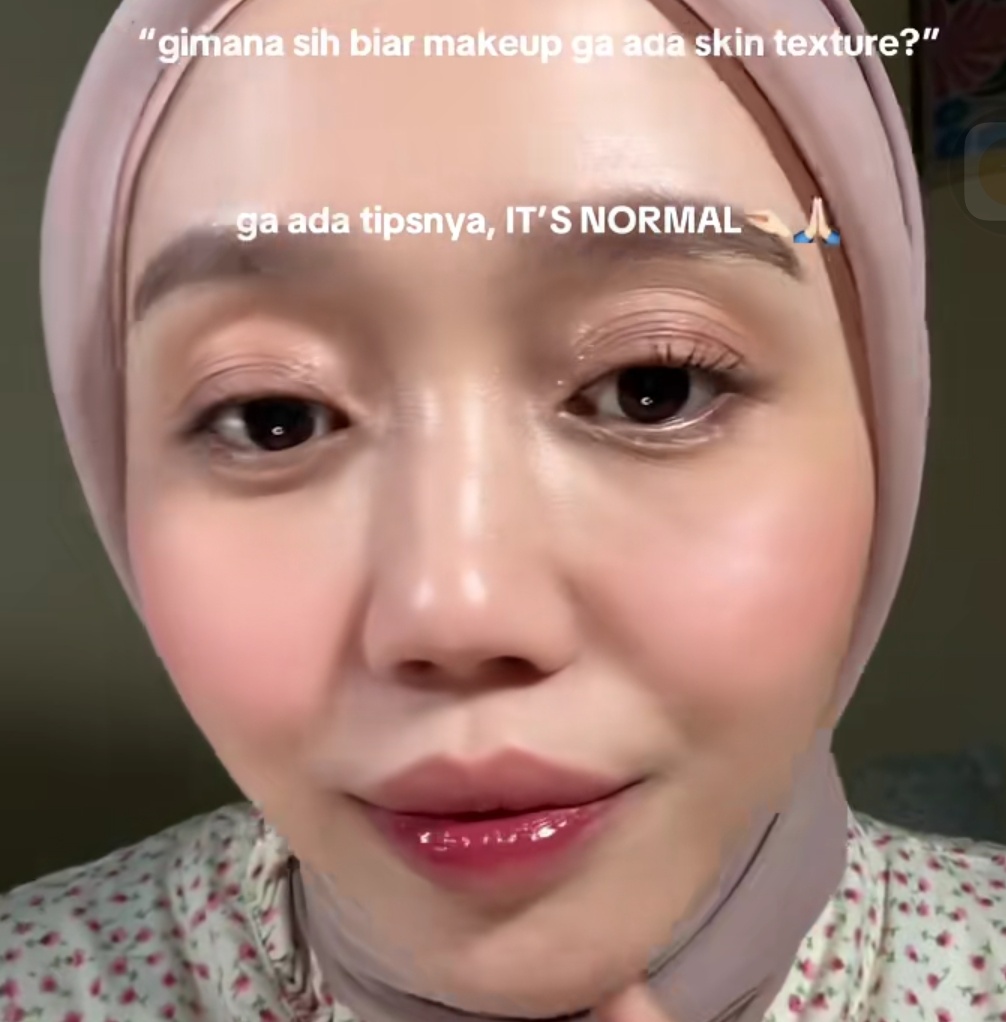 “gimana sih biar makeup ga ada skin texture?”
ga ada tipsnya, IT’S NORMAL🤏🏻🙏🏻